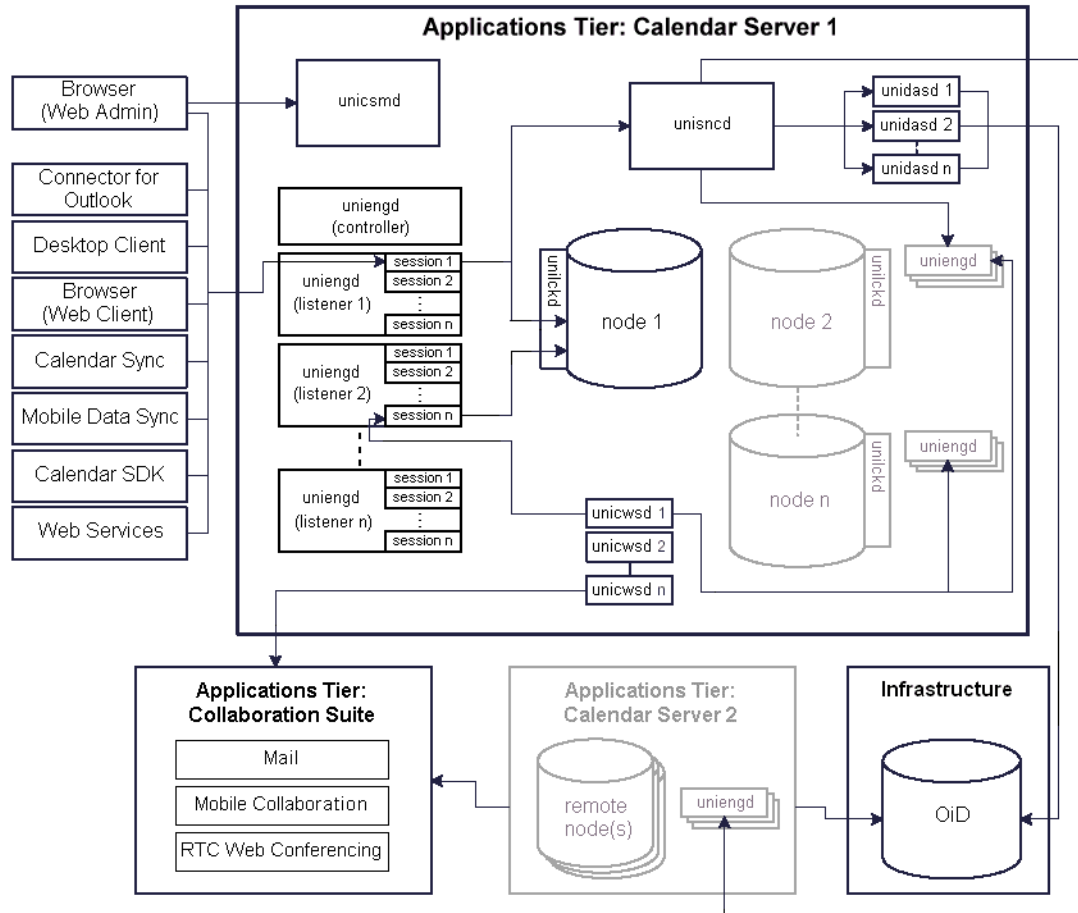 Applications Tier: Calendar Server 1
Browser
(Web Admin)
Connector for
Outlook
Desktop Client
Browser
(Web Client)
Calendar Sync
Mobile Data Sync
Calendar SDK
Web Services
unicsmd
uniengd
(controller)
uniengd
(listener 1)
session 1
session 2
session n
uniengd
(listener 2)
session 1
session 2
session n
uniengd
(listener n)
session 1
session 2
session n
unisncd
unidasd 1
unidasd 2
unidasd n
unilckd
node 1
node 2
unilckd
uniengd
node n
unilckd
uniengd
unicwsd 1
unicwsd 2
unicwsd n
Applications Tier:
Collaboration Suite
Mail
Mobile Collaboration
RTC Web Conferencing
Applications Tier:
Calendar Server 2
remote
node(s)
uniengd
Infrastructure
OiD